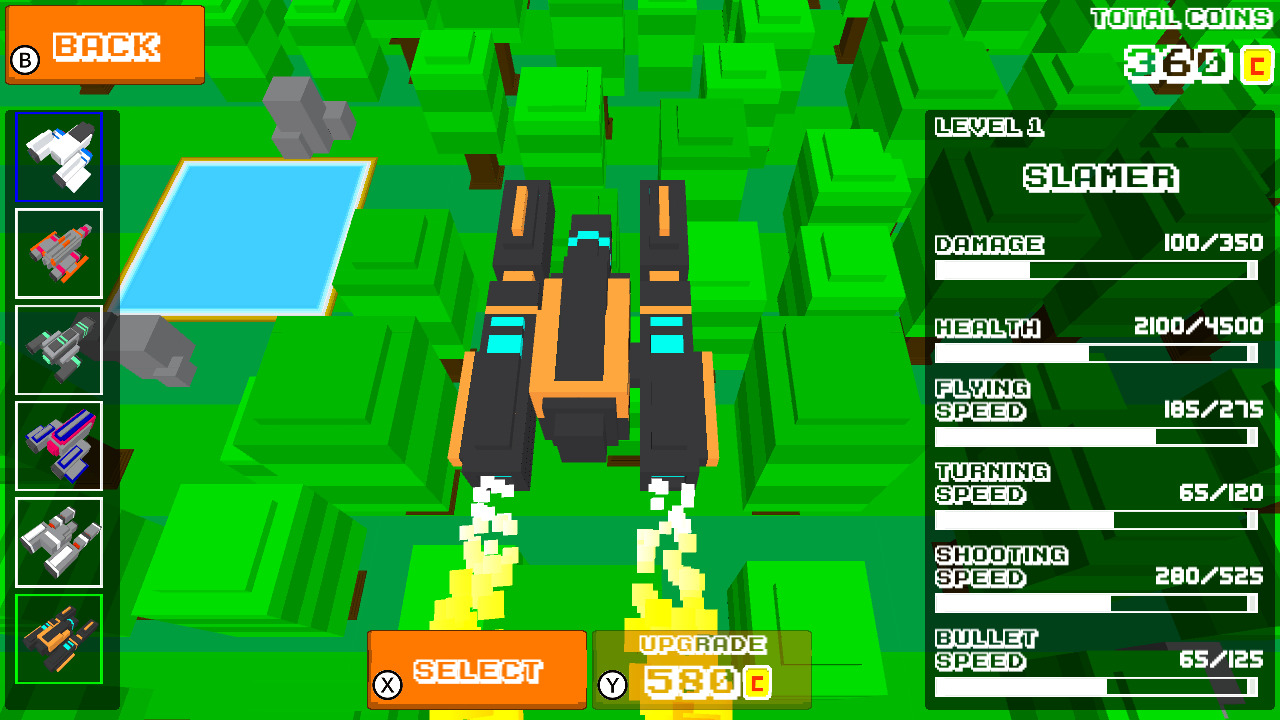 BACK
B
TOTAL COINS
360 C
LEVEL 1
SLAMER
DAMAGE 100/350
HEALTH 2100/4500
FLYING
SPEED 185/275
TURNING
SPEED 65/120
SHOOTING
SPEED 280/525
BULLET
SPEED 65/125
X SELECT
UPGRADE
Y 580 C